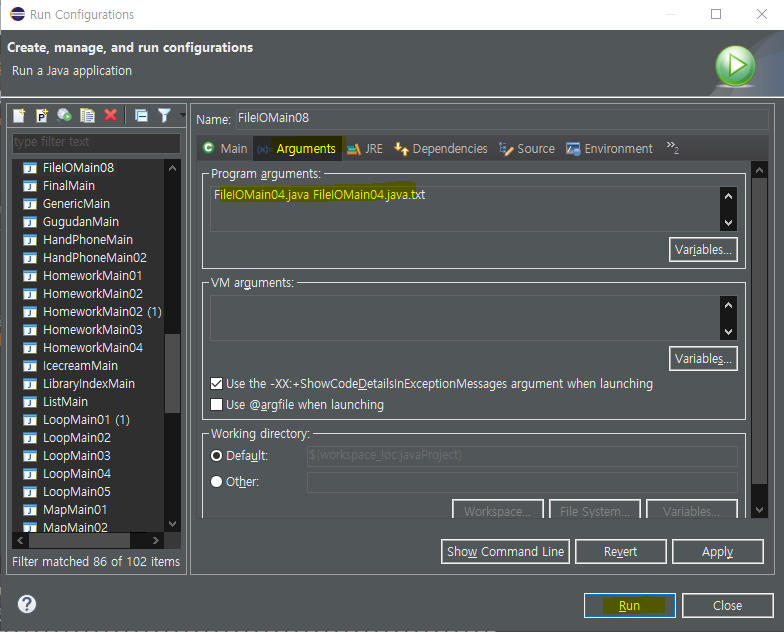 Run Configurations
Create, manage, and run configurations
Run a Java application
type filter text
FileIOMain08
FinalMain
GenericMain
GugudanMain
HandPhoneMain
HandPhoneMain02
HomeworkMain01
HomeworkMain02
HomeworkMain02 (1)
HomeworkMain03
HomeworkMain04
IcecreamMain
LibraryIndexMain
ListMain
LoopMain01 (1)
LoopMain02
LoopMain03
LoopMain04
LoopMain05
MapMain01
MapMain02
Filter matched 86 of 102 items
Name: FileIOMain08
Main (x)= Arguments JRE Dependencies Source Environment »2
Program arguments:
FileIOMain04.java FileIOMain04.java.txt
Variables...
VM arguments:
Variables...
Use the -XX:+ShowCodeDetailsInExceptionMessages argument when launching
Use @argfile when launching
Working directory:
Default: ${workspace_loc:javaProject}
Other:
Workspace... File System... Variables...
Show Command Line Revert Apply
Run Close